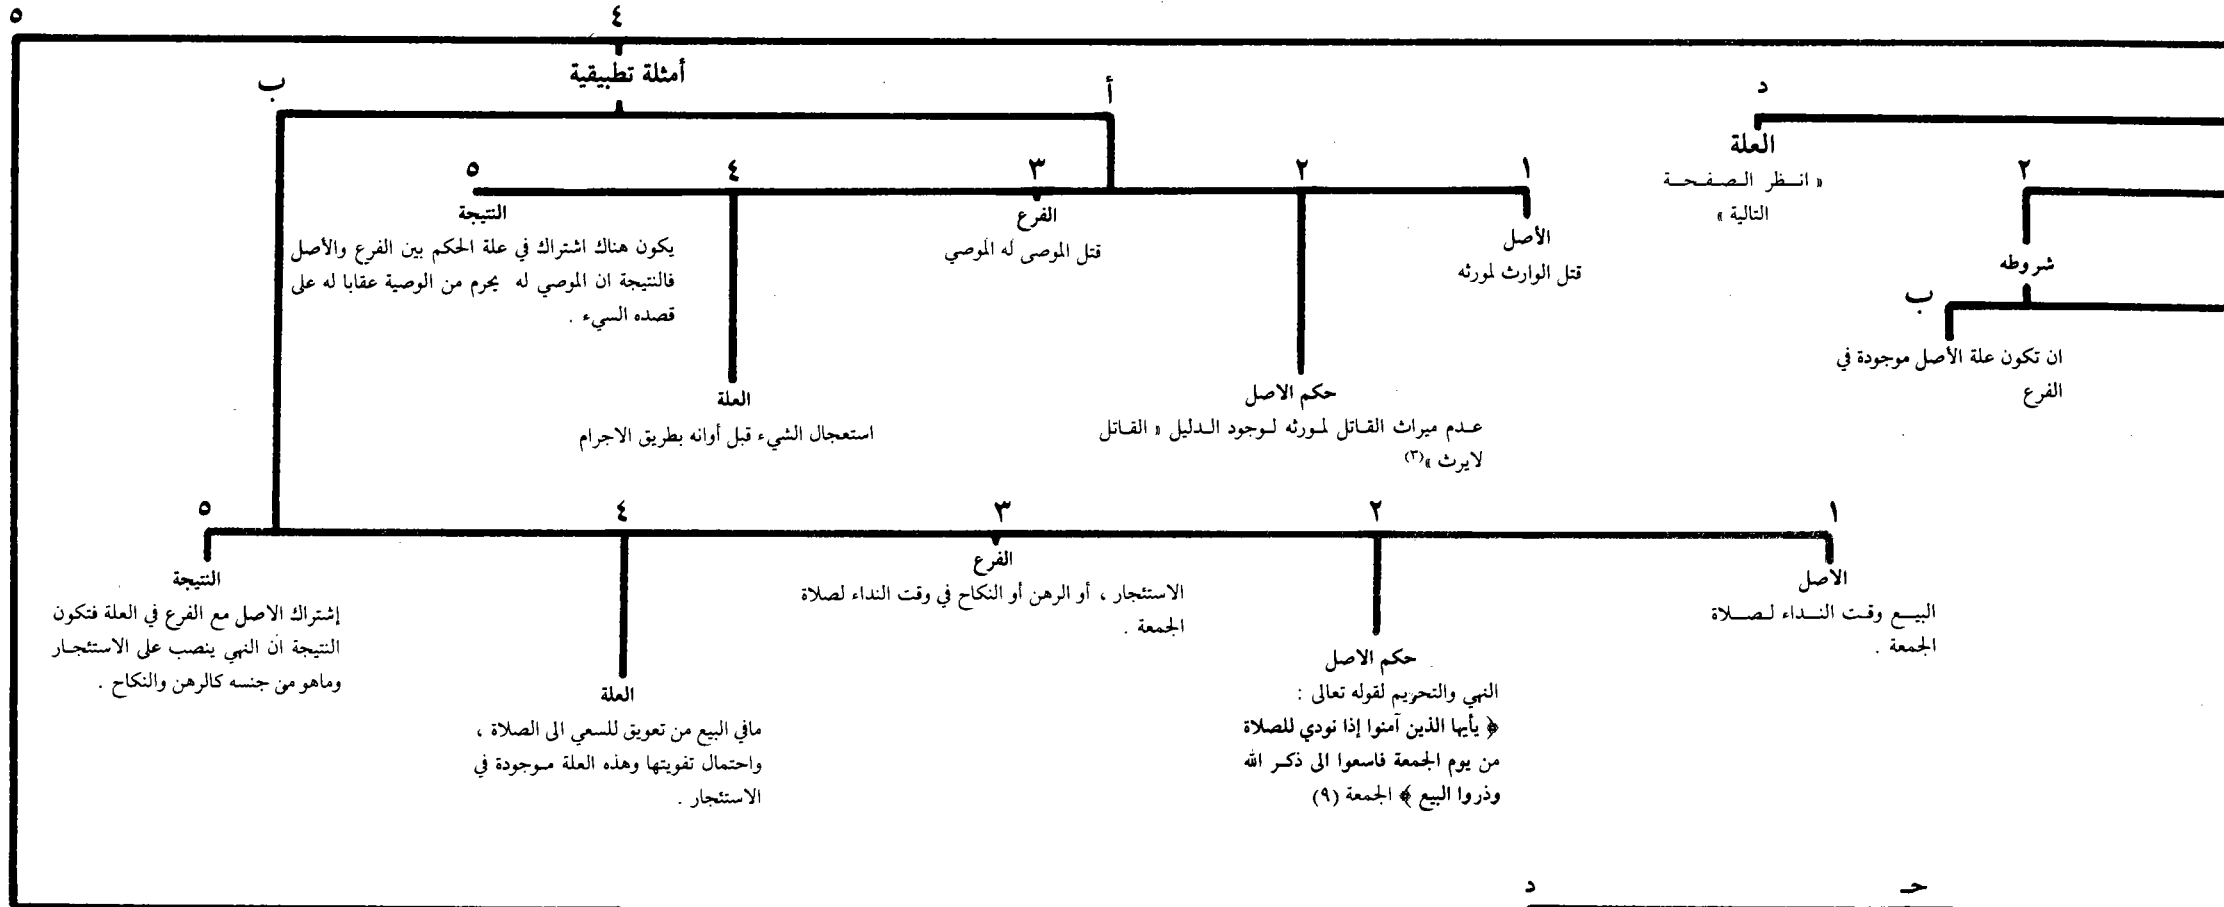 ٤
٥
أمثلة تطبيقية
د
العلة
« انظر الصفحة
التالية »
٢
شروطه
ب
ان تكون علة الأصل موجودة في
الفرع
أ
ب
١
الأصل
قتل الوارث لمورثه
٢
حكم الاصل
عدم ميراث القاتل لمورثه لوجود الدليل « القاتل
لايرث »(٣)
٣
الفرع
قتل الموصى له الموصي
٤
العلة
استعجال الشيء قبل أوانه بطريق الاجرام
٥
النتيجة
يكون هناك اشتراك في علة الحكم بين الفرع والأصل
فالنتيجة ان الموصي له يحرم من الوصية عقابا له على
قصده السيء .
١
الاصل
البيع وقت النداء لصلاة
الجمعة .
٢
حكم الاصل
النهي والتحريم لقوله تعالى :
﴿ يأيها الذين آمنوا إذا نودي للصلاة
من يوم الجمعة فاسعوا الى ذكر الله
وذروا البيع ﴾ الجمعة (٩)
٣
الفرع
الاستئجار ، أو الرهن أو النكاح في وقت النداء لصلاة
الجمعة .
٤
العلة
مافي البيع من تعويق للسعي الى الصلاة ،
واحتمال تفويتها وهذه العلة موجودة في
الاستئجار .
٥
النتيجة
إشتراك الاصل مع الفرع في العلة فتكون
النتيجة أن النهي ينصب على الاستئجار
وماهو من جنسه كالرهن والنكاح .
حـ
د